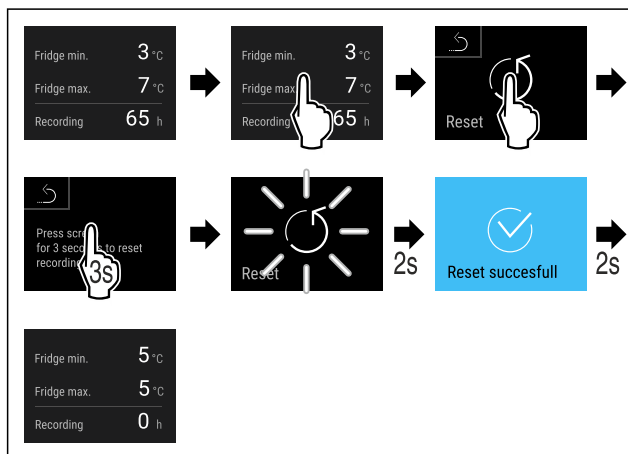 Fridge min. 3 °C
Fridge max. 7 °C
Recording 65 h
Fridge min. 3 °C
Fridge max 7 °C
Recording 65 h
Reset
Press scre
for 3 seco s to reset
recordin
3s
Reset
2s
Reset succesfull
2s
Fridge min. 5 °C
Fridge max. 5 °C
Recording 0 h